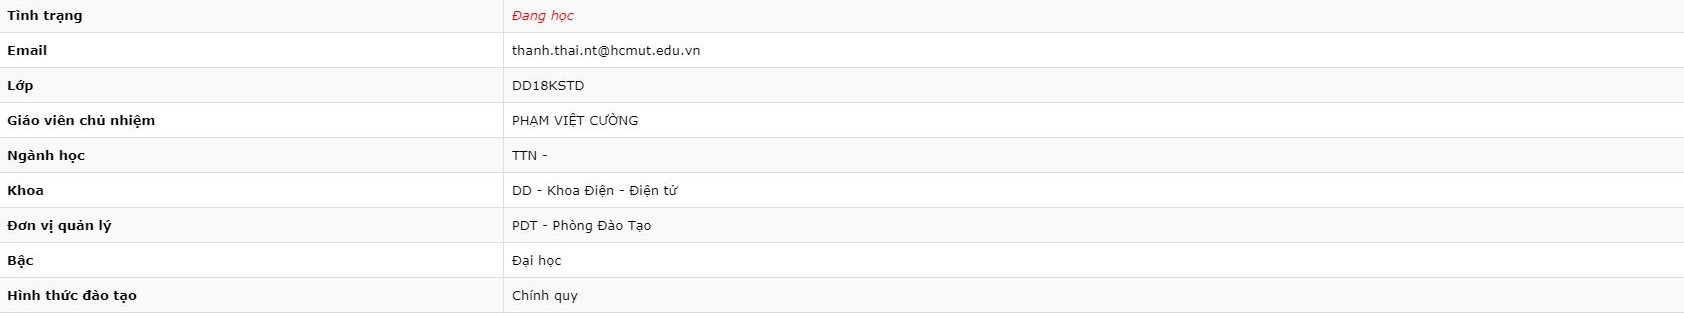 Tình trạng Đang học
Email thanh.thai.nt@hcmut.edu.vn
Lớp DD18KSTD
Giáo viên chủ nhiệm PHẠM VIỆT CƯỜNG
Ngành học TTN -
Khoa DD - Khoa Điện - Điện tử
Đơn vị quản lý PDT - Phòng Đào Tạo
Bậc Đại học
Hình thức đào tạo Chính quy